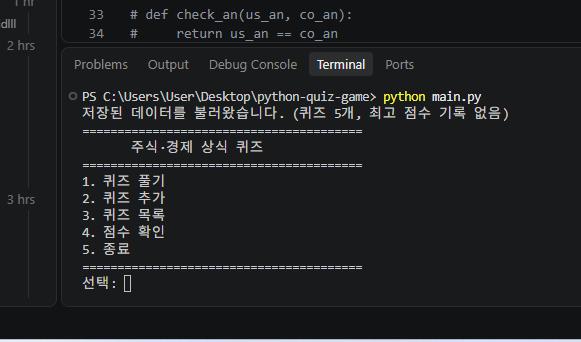 1 hr
dlll
2 hrs
3 hrs
33 # def check_an(us_an, co_an):
34 #     return us_an == co_an
Problems Output Debug Console Terminal Ports
PS C:\Users\User\Desktop\python-quiz-game> python main.py
저장된 데이터를 불러왔습니다. (퀴즈 5개, 최고 점수 기록 없음)
========================================
주식·경제 상식 퀴즈
========================================
1. 퀴즈 풀기
2. 퀴즈 추가
3. 퀴즈 목록
4. 점수 확인
5. 종료
========================================
선택: